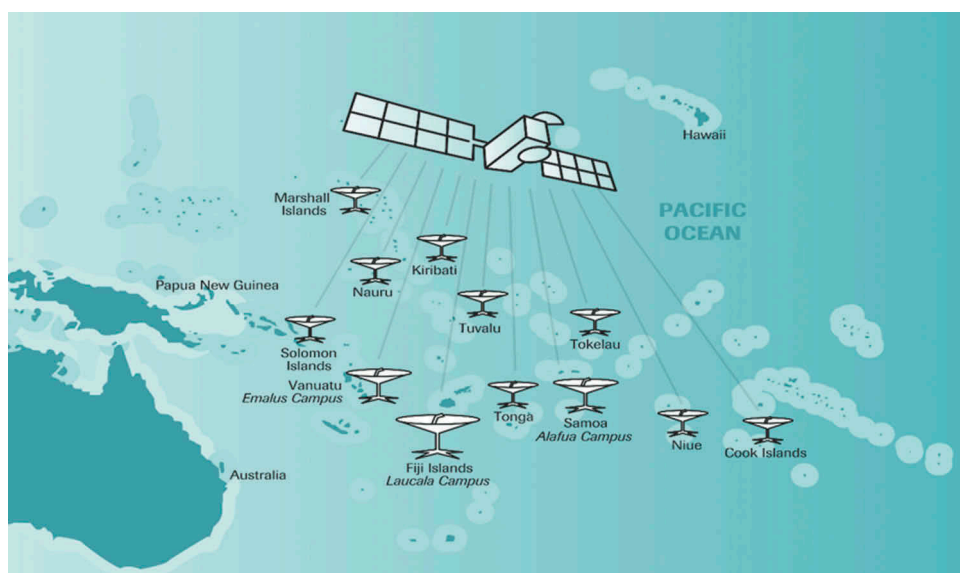 Hawaii
Marshall
Islands
PACIFIC
OCEAN
Kiribati
Papua New Guinea
Nauru
Tuvalu
Tokelau
Solomon
Islands
Vanuatu
Emalus Campus
Tonga
Samoa
Alafua Campus
Niue
Cook Islands
Fiji Islands
Laucala Campus
Australia